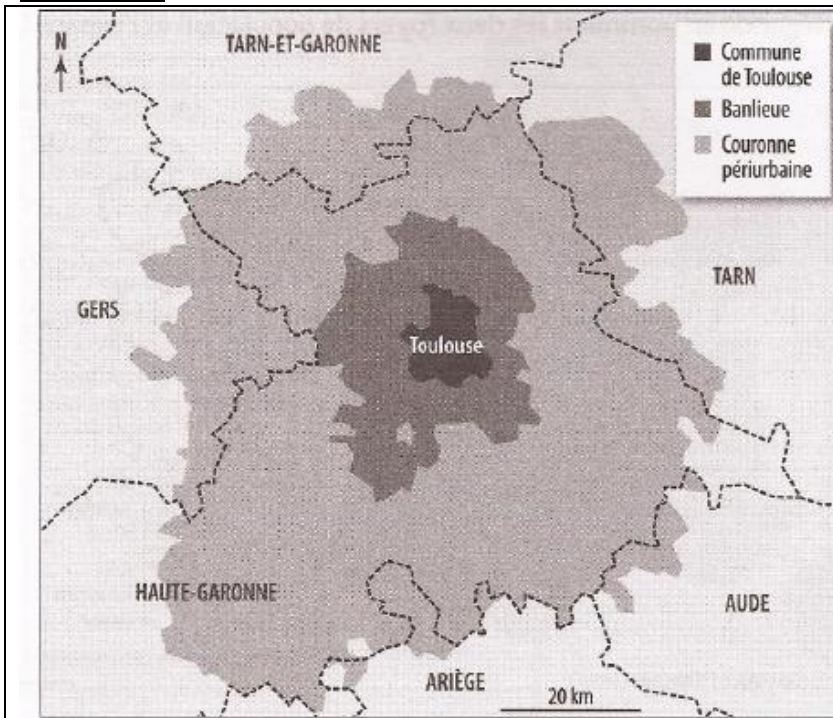 N
TARN-ET-GARONNE
Commune
de Toulouse
Banlieue
Couronne
périurbaine
TARN
GERS
Toulouse
HAUTE-GARONNE
AUDE
ARIÈGE
20 km